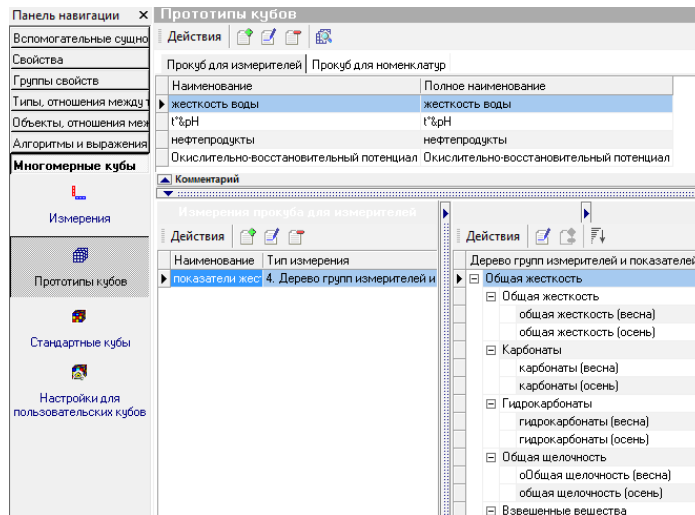 Панель навигации
Вспомогательные сущно
Свойства
Группы свойств
Типы, отношения между т
Объекты, отношения меж
Алгоритмы и выражения
Многомерные кубы
Измерения
Прототипы кубов
Стандартные кубы
Настройки для
пользовательских кубов
Прототипы кубов
Действия
Прокуб для измерителей Прокуб для номенклатур
Наименование Полное наименование
жесткость воды жесткость воды
t°&pH t°&pH
нефтепродукты нефтепродукты
Окислительно-восстановительный потенциал Окислительно-восстановительный потенциал
Комментарий
Измерения прокуба для измерителей
Действия
Наименование Тип измерения
показатели жес 4. Дерево групп измерителей и
Действия
Дерево групп измерителей и показателей
Общая жесткость
Общая жесткость
общая жесткость (весна)
общая жесткость (осень)
Карбонаты
карбонаты (весна)
карбонаты (осень)
Гидрокарбонаты
гидрокарбонаты (весна)
гидрокарбонаты (осень)
Общая щелочность
оОбщая щелочность (весна)
общая щелочность (осень)
Взвешенные вещества